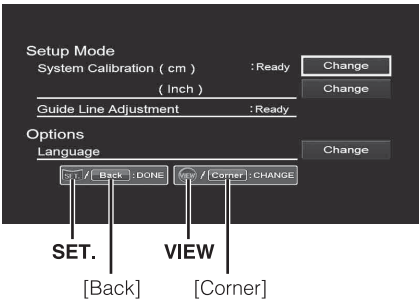 Setup Mode
System Calibration ( cm ) : Ready Change
( Inch ) Change
Guide Line Adjustment : Ready
Options
Language Change
SET. / Back : DONE VIEW / Corner : CHANGE
SET. VIEW
[Back] [Corner]